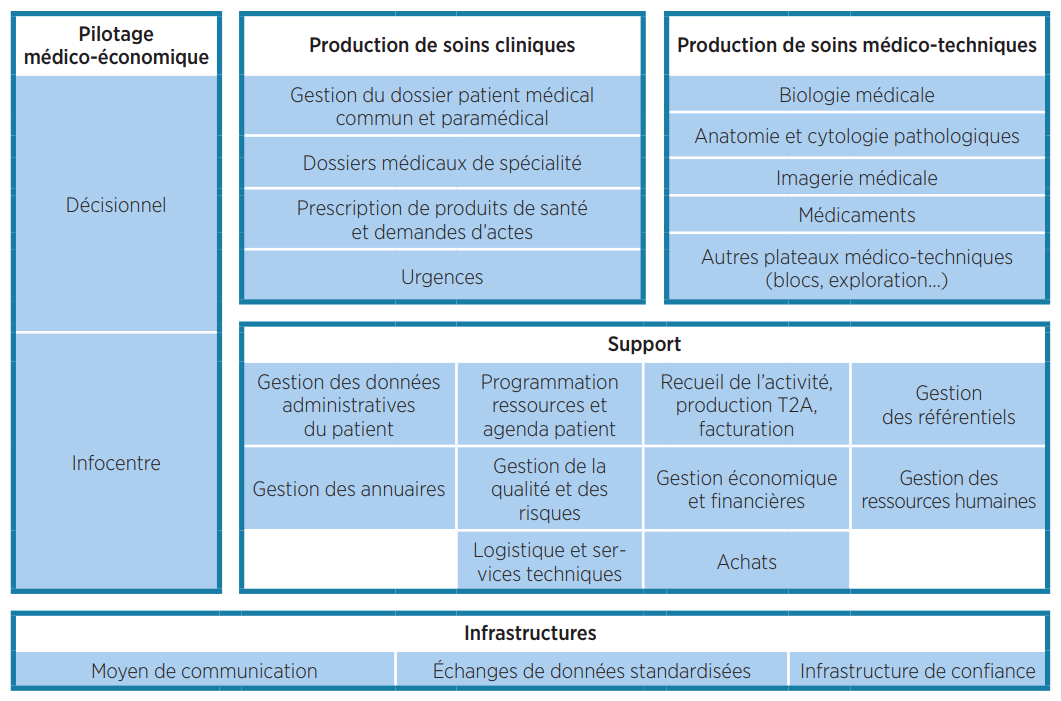 Pilotage
médico-économique
Décisionnel
Infocentre
Production de soins cliniques
Gestion du dossier patient médical
commun et paramédical
Dossiers médicaux de spécialité
Prescription de produits de santé
et demandes d'actes
Urgences
Production de soins médico-techniques
Biologie médicale
Anatomie et cytologie pathologiques
Imagerie médicale
Médicaments
Autres plateaux médico-techniques
(blocs, exploration...)
Support
Gestion des données
administratives
du patient
Programmation
ressources et
agenda patient
Recueil de l'activité,
production T2A,
facturation
Gestion
des référentiels
Gestion des annuaires
Gestion de la
qualité et des
risques
Gestion économique
et financières
Gestion des
ressources humaines
Logistique et ser-
vices techniques
Achats
Infrastructures
Moyen de communication
Échanges de données standardisées
Infrastructure de confiance